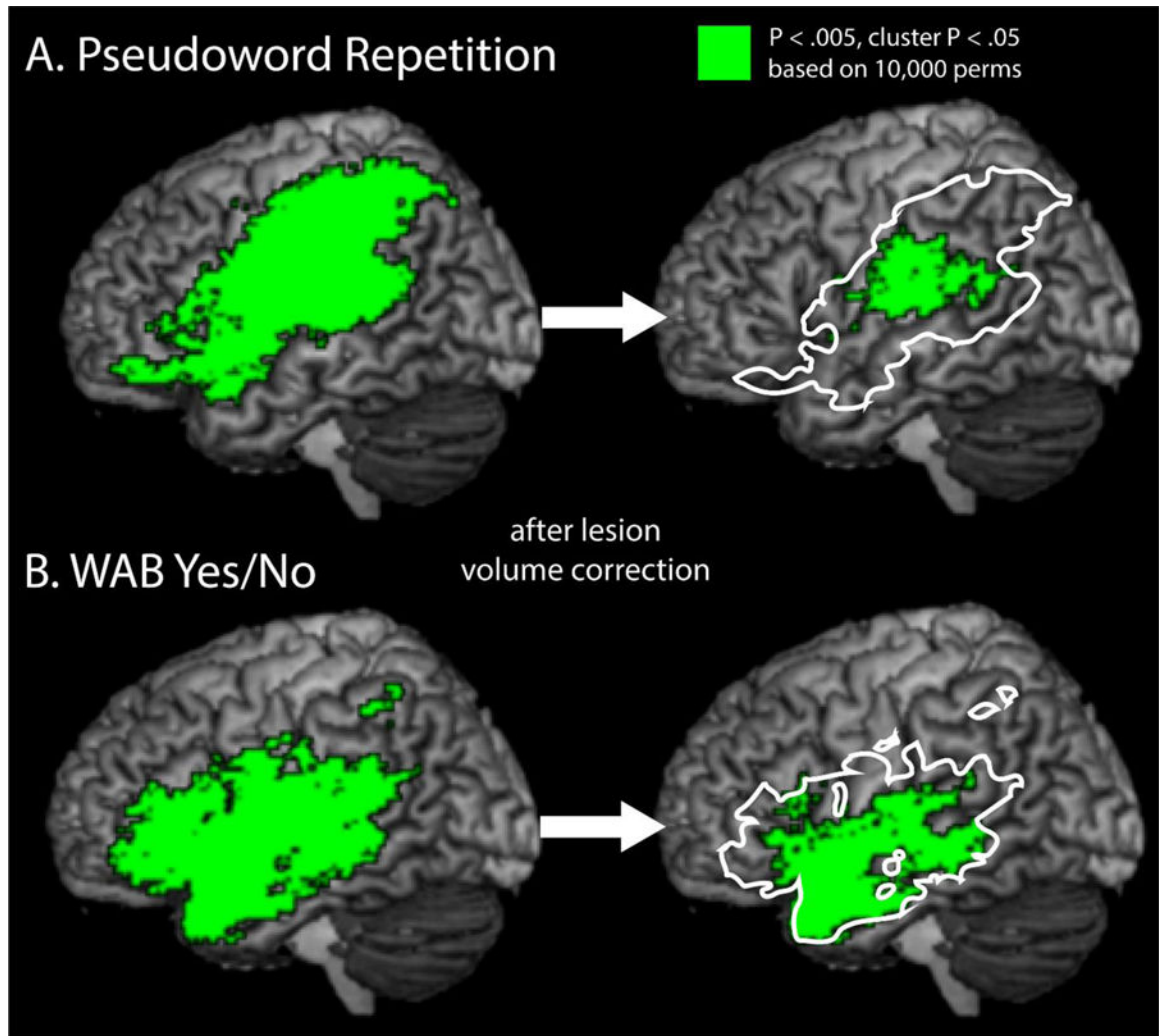 A. Pseudoword Repetition
P < .005, cluster P < .05
based on 10,000 perms
after lesion
volume correction
B. WAB Yes/No